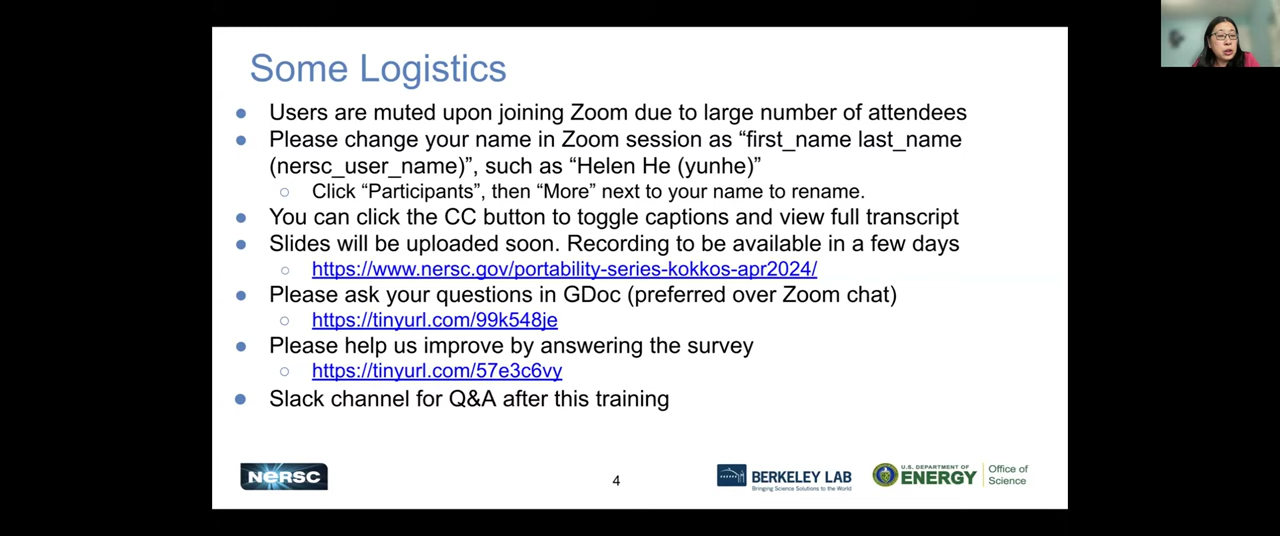 Some Logistics
● Users are muted upon joining Zoom due to large number of attendees
● Please change your name in Zoom session as “first_name last_name
(nersc_user_name)”, such as “Helen He (yunhe)”
○ Click “Participants”, then “More” next to your name to rename.
● You can click the CC button to toggle captions and view full transcript
● Slides will be uploaded soon. Recording to be available in a few days
○ https://www.nersc.gov/portability-series-kokkos-apr2024/
● Please ask your questions in GDoc (preferred over Zoom chat)
○ https://tinyurl.com/99k548je
● Please help us improve by answering the survey
○ https://tinyurl.com/57e3c6vy
● Slack channel for Q&A after this training
NERSC
4
BERKELEY LAB
Bringing Science Solutions to the World
U.S. DEPARTMENT OF
ENERGY
Office of
Science